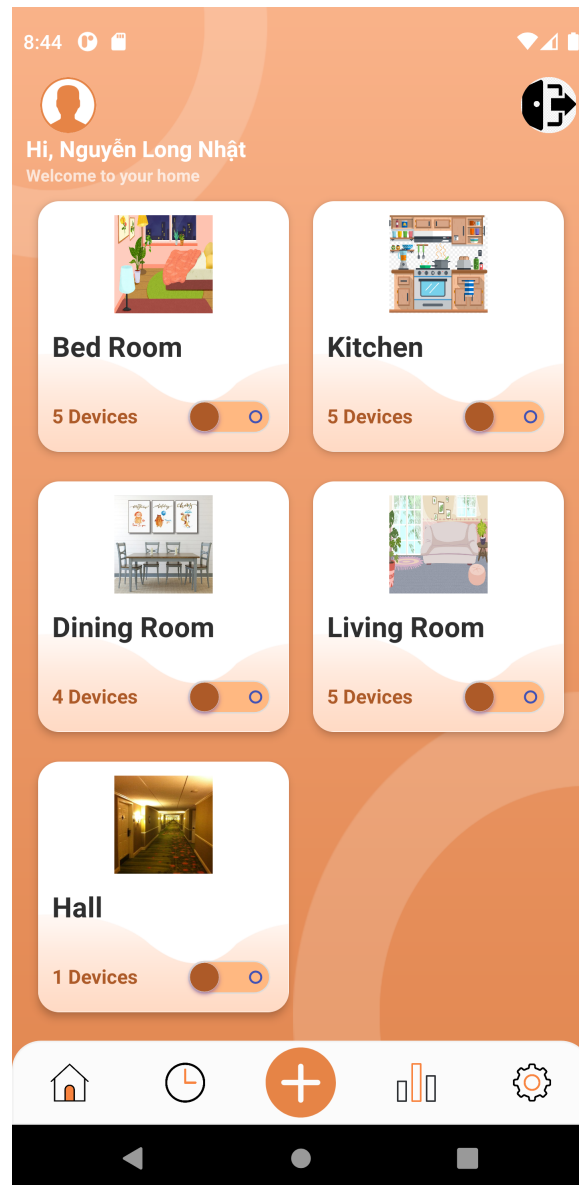 8:44
Hi, Nguyễn Long Nhật
Welcome to your home
Bed Room
5 Devices
Kitchen
5 Devices
Dining Room
4 Devices
Living Room
5 Devices
Hall
1 Devices